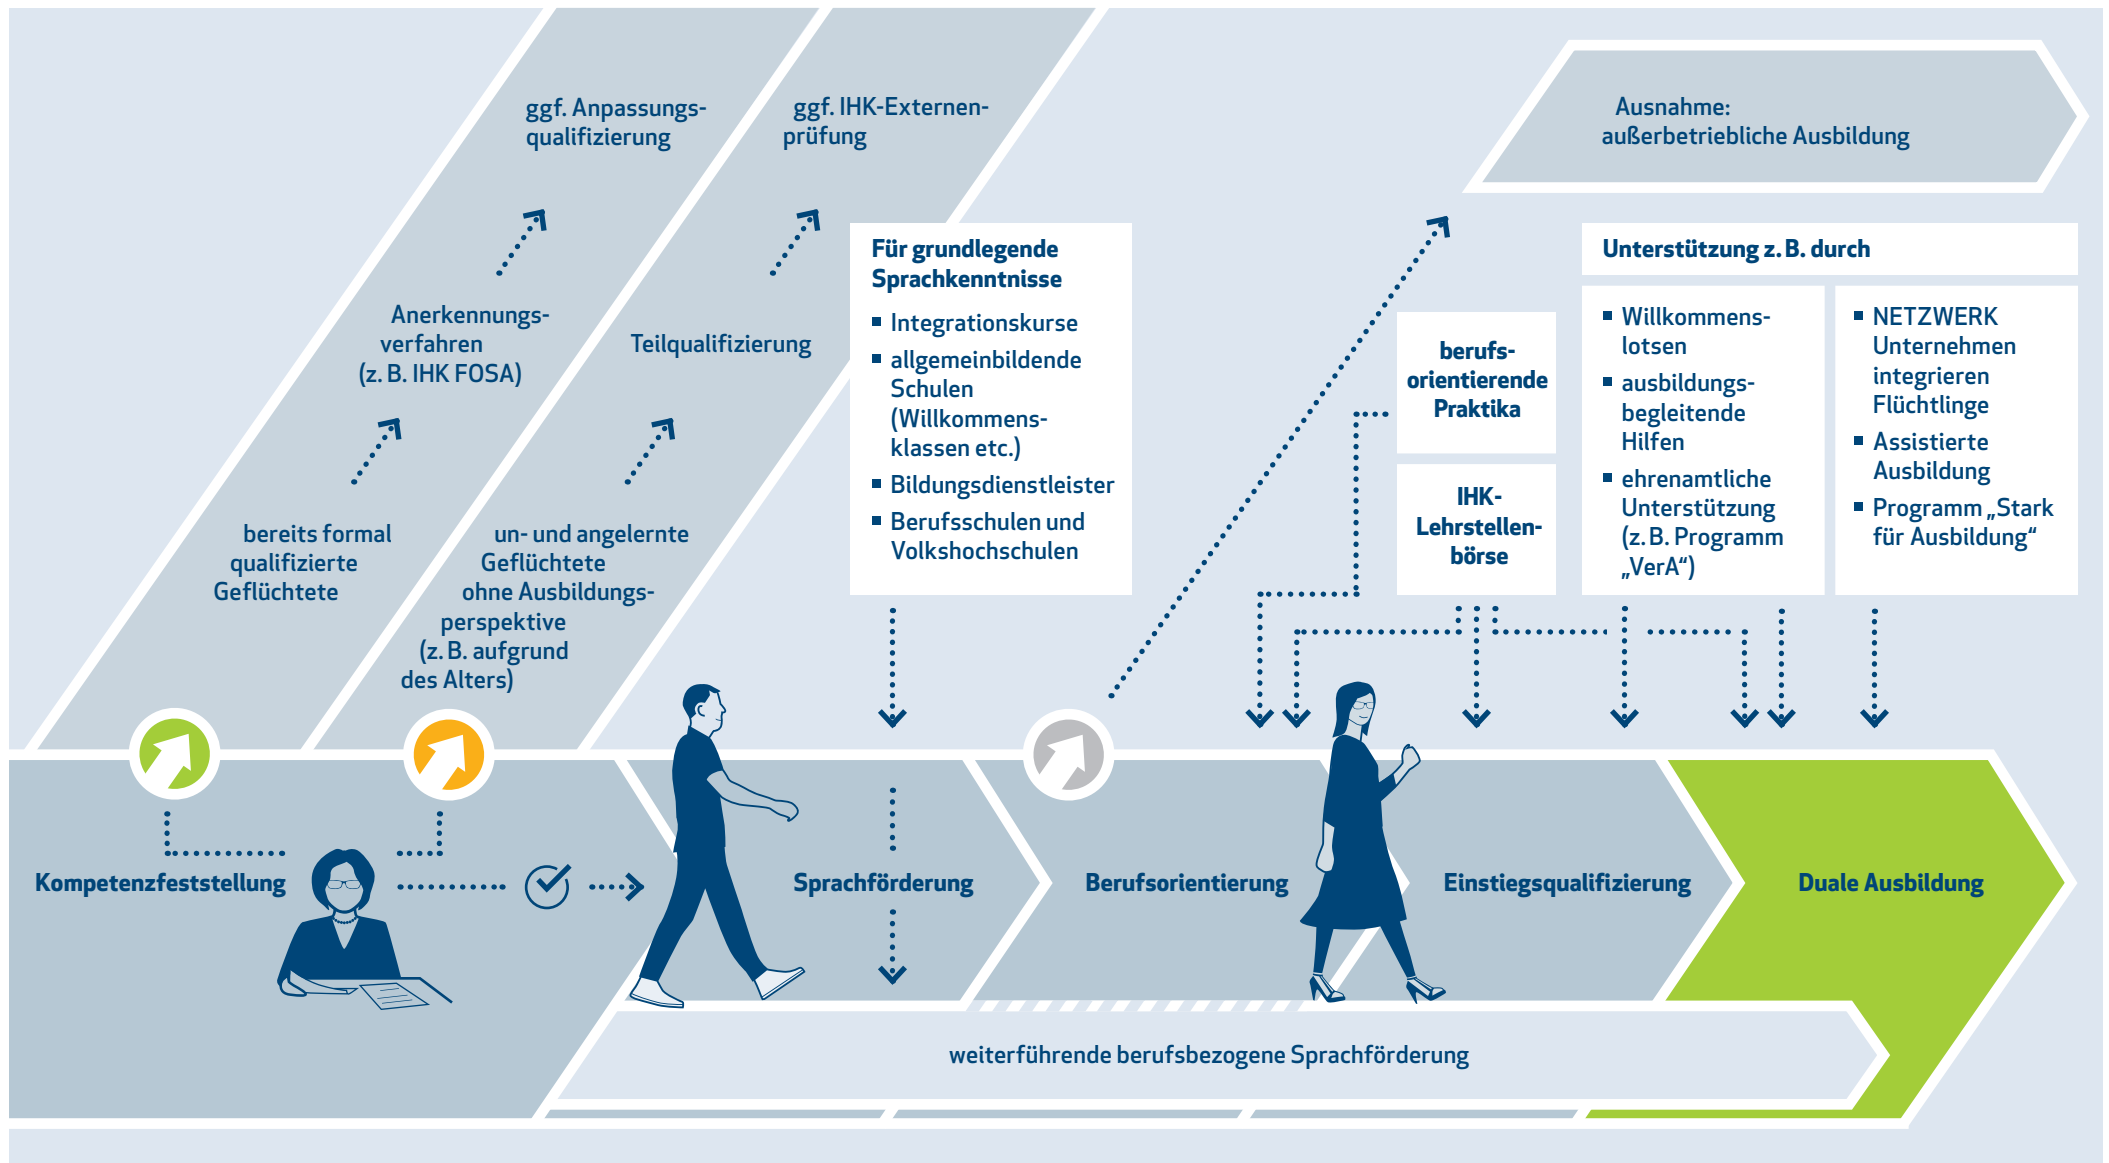 ggf. Anpassungs-
qualifizierung
ggf. IHK-Externen-
prüfung
Ausnahme:
außerbetriebliche Ausbildung
Anerkennungs-
verfahren
(z. B. IHK FOSA)
Teilqualifizierung
bereits formal
qualifizierte
Geflüchtete
un- und angelernte
Geflüchtete
ohne Ausbildungs-
perspektive
(z. B. aufgrund
des Alters)
Für grundlegende
Sprachkenntnisse
▪ Integrationskurse
▪ allgemeinbildende
Schulen
(Willkommens-
klassen etc.)
▪ Bildungsdienstleister
▪ Berufsschulen und
Volkshochschulen
berufs-
orientierende
Praktika
IHK-
Lehrstellen-
börse
Unterstützung z. B. durch
▪ Willkommens-
lotsen
▪ ausbildungs-
begleitende
Hilfen
▪ ehrenamtliche
Unterstützung
(z. B. Programm
„VerA“)
▪ NETZWERK
Unternehmen
integrieren
Flüchtlinge
▪ Assistierte
Ausbildung
▪ Programm „Stark
für Ausbildung“
Kompetenzfeststellung
Sprachförderung
Berufsorientierung
Einstiegsqualifizierung
Duale Ausbildung
weiterführende berufsbezogene Sprachförderung